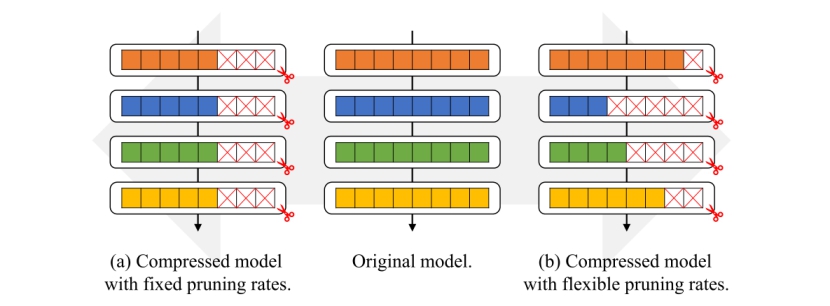 (a) Compressed model
with fixed pruning rates.
Original model.
(b) Compressed model
with flexible pruning rates.